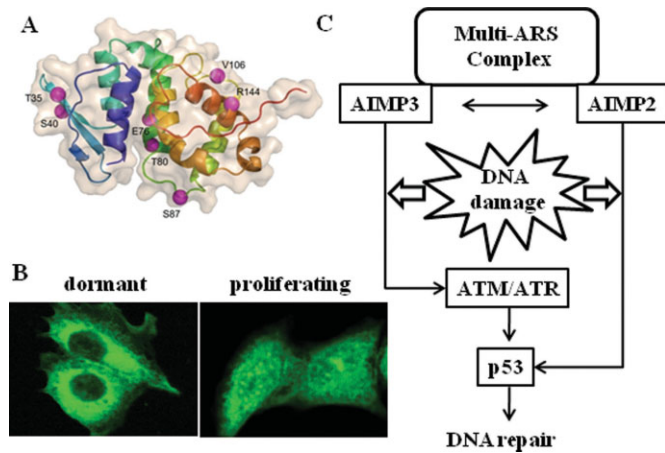 A
T35
S40
V106
R144
E76
T80
S87
B
dormant
proliferating
C
Multi-ARS
Complex
AIMP3
AIMP2
DNA
damage
ATM/ATR
p53
DNA repair